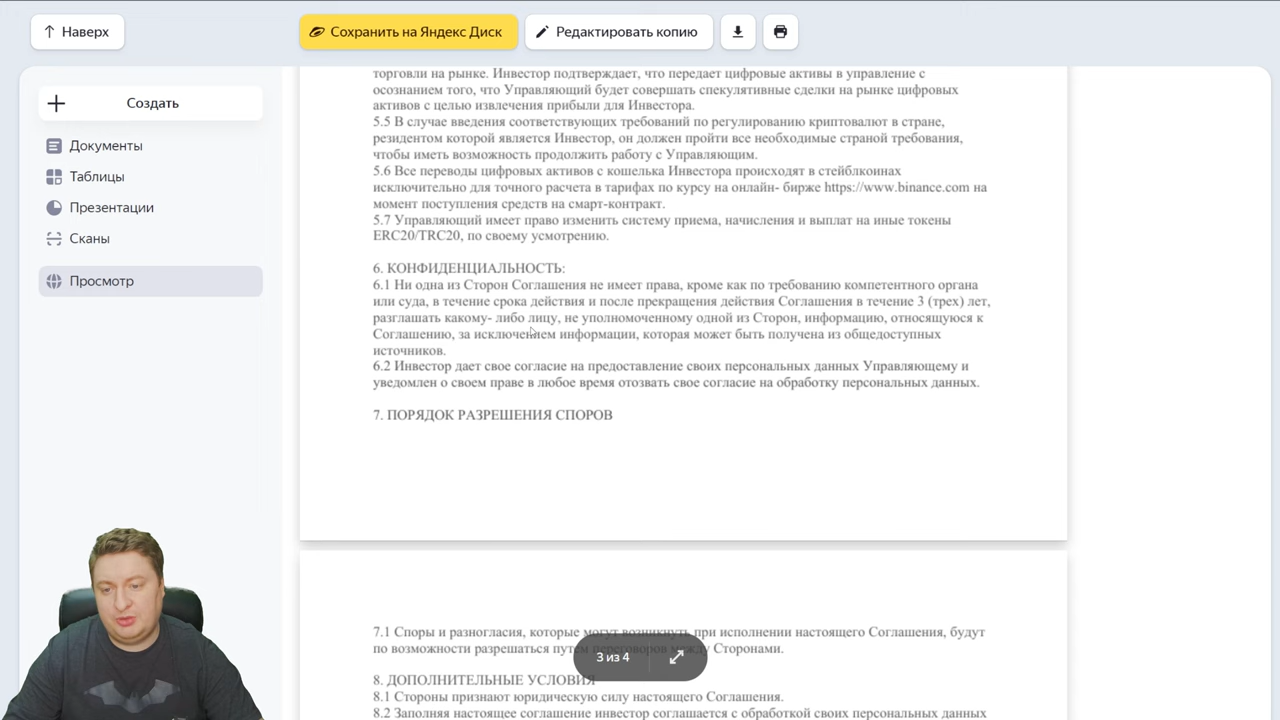 Наверх
Сохранить на Яндекс Диск
Редактировать копию
Создать
Документы
Таблицы
Презентации
Сканы
Просмотр
торговли на рынке. Инвестор подтверждает, что передает цифровые активы в управление с
осознанием того, что Управляющий будет совершать спекулятивные сделки на рынке цифровых
активов с целью извлечения прибыли для Инвестора.
5.5 В случае введения соответствующих требований по регулированию криптовалют в стране,
резидентом которой является Инвестор, он должен пройти все необходимые страной требования,
чтобы иметь возможность продолжить работу с Управляющим.
5.6 Все переводы цифровых активов с кошелька Инвестора происходят в стейблкоинах
исключительно для точного расчета в тарифах по курсу на онлайн- бирже https://www.binance.com на
момент поступления средств на смарт-контракт.
5.7 Управляющий имеет право изменить систему приема, начисления и выплат на иные токены
ERC20/TRC20, по своему усмотрению.
6. КОНФИДЕНЦИАЛЬНОСТЬ:
6.1 Ни одна из Сторон Соглашения не имеет права, кроме как по требованию компетентного органа
или суда, в течение срока действия и после прекращения действия Соглашения в течение 3 (трех) лет,
разглашать какому- либо лицу, не уполномоченному одной из Сторон, информацию, относящуюся к
Соглашению, за исключением информации, которая может быть получена из общедоступных
источников.
6.2 Инвестор дает свое согласие на предоставление своих персональных данных Управляющему и
уведомлен о своем праве в любое время отозвать свое согласие на обработку персональных данных.
7. ПОРЯДОК РАЗРЕШЕНИЯ СПОРОВ
7.1 Споры и разногласия, которые могут возникнуть при исполнении настоящего Соглашения, будут
по возможности разрешаться путем переговоров между Сторонами.
3 из 4
8. ДОПОЛНИТЕЛЬНЫЕ УСЛОВИЯ
8.1 Стороны признают юридическую силу настоящего Соглашения.
8.2 Заполняя настоящее соглашение инвестор соглашается с обработкой своих персональных данных